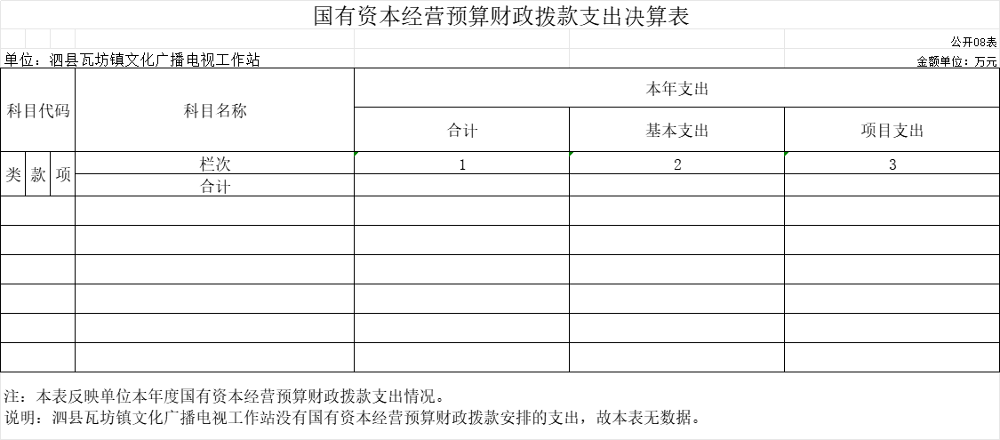 国有资本经营预算财政拨款支出决算表
公开08表
单位：泗县瓦坊镇文化广播电视工作站 金额单位：万元
科目代码 科目名称 本年支出
合计 基本支出 项目支出
类 款 项 栏次 1 2 3
合计
注：本表反映单位本年度国有资本经营预算财政拨款支出情况。
说明：泗县瓦坊镇文化广播电视工作站没有国有资本经营预算财政拨款安排的支出，故本表无数据。